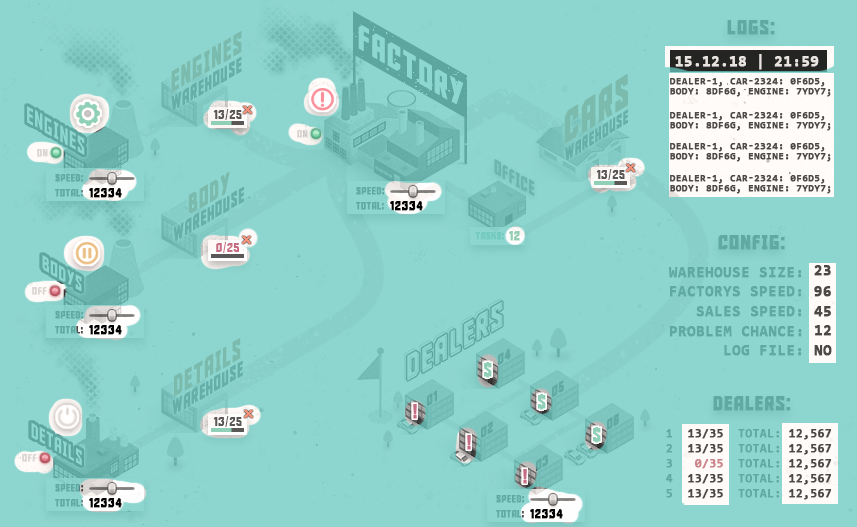 ENGINES
WAREHOUSE
13/25
FACTORY
ENGINES
ON
SPEED:
TOTAL: 12334
ON
SPEED:
TOTAL: 12334
CARS
WAREHOUSE
13/25
OFFICE
TASKS: 12
BODY
WAREHOUSE
0/25
BODYS
OFF
SPEED:
TOTAL: 12334
DETAILS
WAREHOUSE
13/25
DETAILS
OFF
SPEED:
TOTAL: 12334
DEALERS
01
02
03
04
05
06
SPEED:
TOTAL: 12334
LOGS:
15.12.18 | 21:59
DEALER-1, CAR-2324: 0F6D5,
BODY: 8DF6G, ENGINE: 7YDY7;
DEALER-1, CAR-2324: 0F6D5,
BODY: 8DF6G, ENGINE: 7YDY7;
DEALER-1, CAR-2324: 0F6D5,
BODY: 8DF6G, ENGINE: 7YDY7;
DEALER-1, CAR-2324: 0F6D5,
BODY: 8DF6G, ENGINE: 7YDY7;
CONFIG:
WAREHOUSE SIZE: 23
FACTORYS SPEED: 96
SALES SPEED: 45
PROBLEM CHANCE: 12
LOG FILE: NO
DEALERS:
1 13/35 TOTAL: 12,567
2 13/35 TOTAL: 12,567
3 0/35 TOTAL: 12,567
4 13/35 TOTAL: 12,567
5 13/35 TOTAL: 12,567